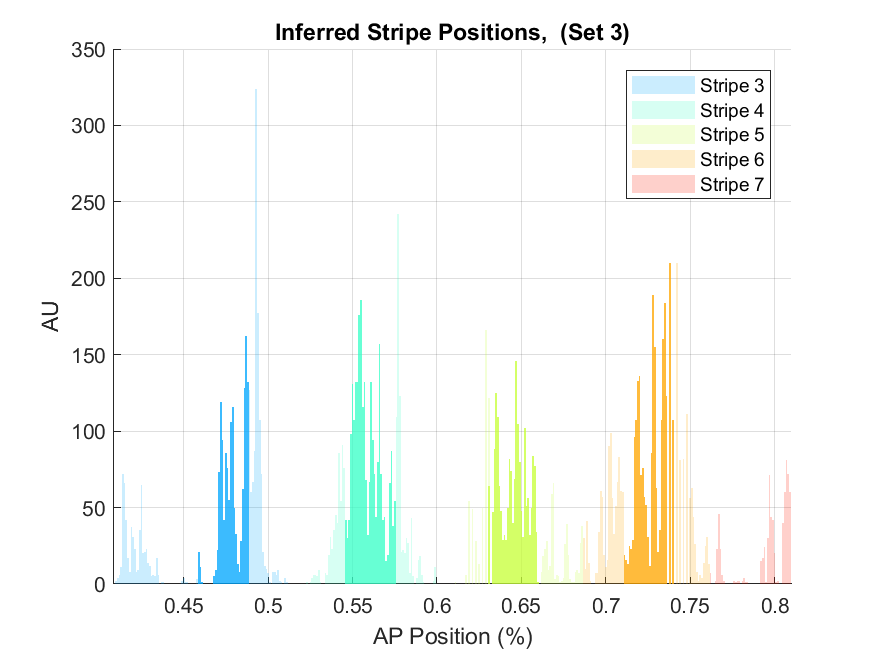 Inferred Stripe Positions,  (Set 3)
350
300
250
200
150
100
50
0
AU
Stripe 3
Stripe 4
Stripe 5
Stripe 6
Stripe 7
0.45 0.5 0.55 0.6 0.65 0.7 0.75 0.8
AP Position (%)